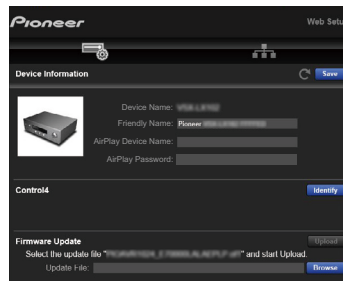 Pioneer
Web Setu
Device Information
Save
Device Name:
Friendly Name: Pioneer
AirPlay Device Name:
AirPlay Password:
Control4
Identify
Firmware Update
Upload
Select the update file "" and start Upload.
Update File:
Browse